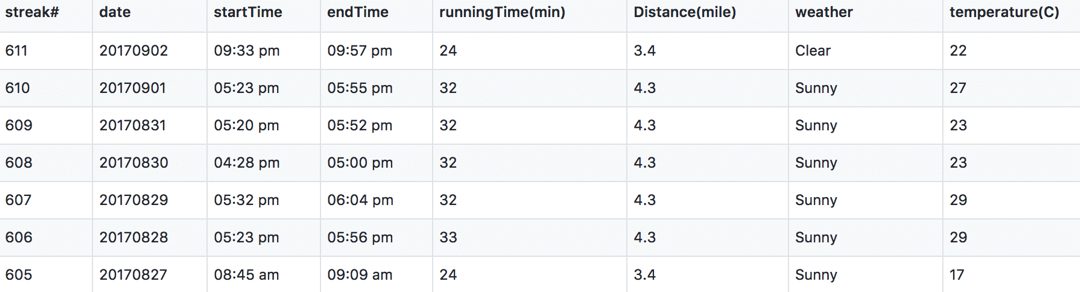 streak# date startTime endTime runningTime(min) Distance(mile) weather temperature(C)
611 20170902 09:33 pm 09:57 pm 24 3.4 Clear 22
610 20170901 05:23 pm 05:55 pm 32 4.3 Sunny 27
609 20170831 05:20 pm 05:52 pm 32 4.3 Sunny 23
608 20170830 04:28 pm 05:00 pm 32 4.3 Sunny 23
607 20170829 05:32 pm 06:04 pm 32 4.3 Sunny 29
606 20170828 05:23 pm 05:56 pm 33 4.3 Sunny 29
605 20170827 08:45 am 09:09 am 24 3.4 Sunny 17